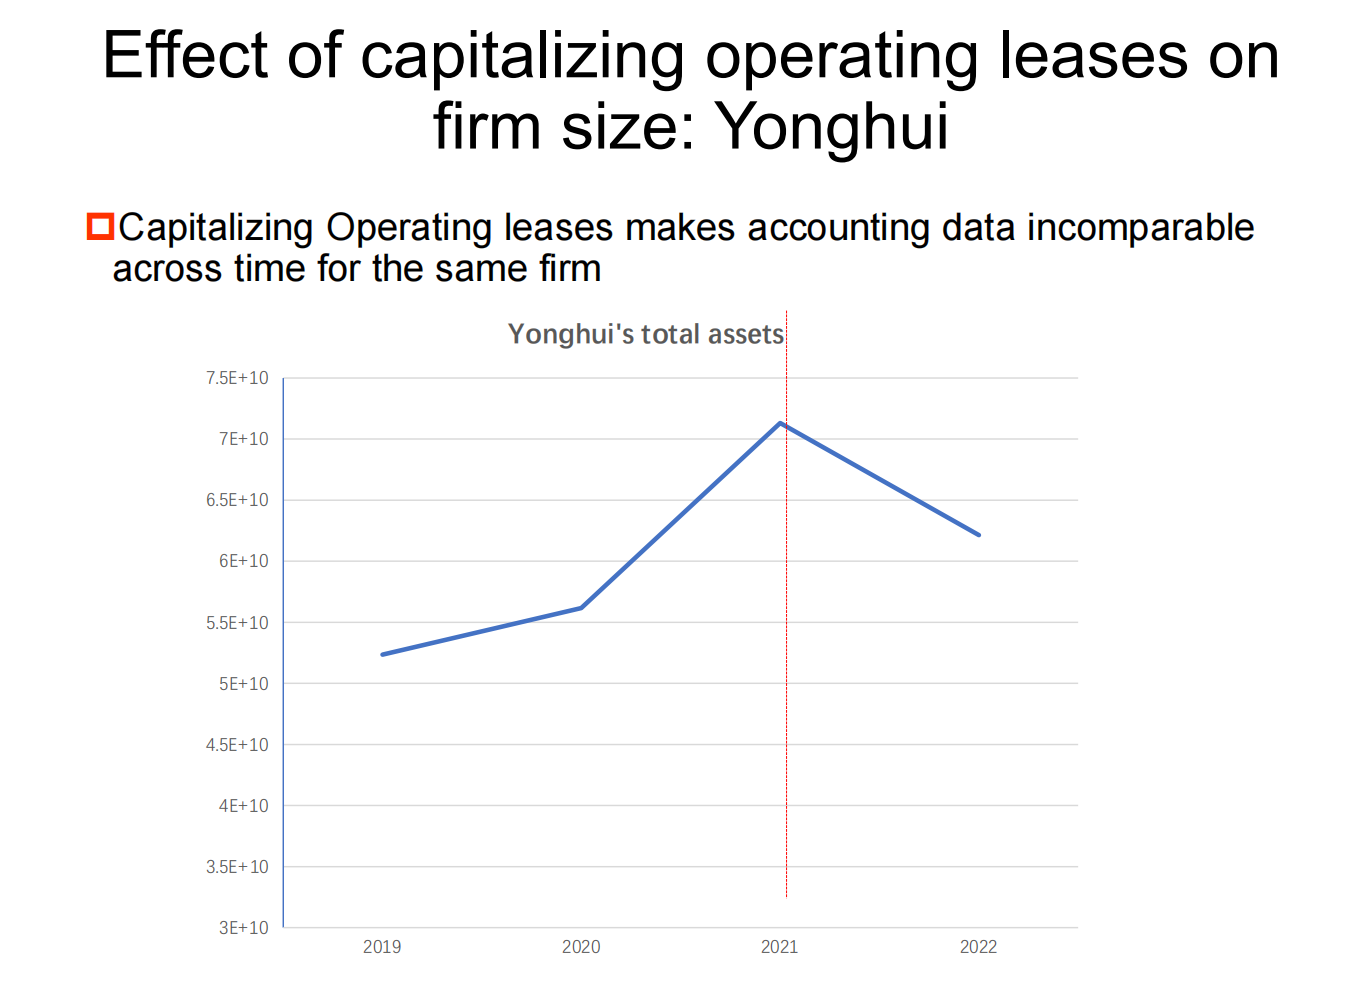 Effect of capitalizing operating leases on
firm size: Yonghui
Capitalizing Operating leases makes accounting data incomparable
across time for the same firm
Yonghui's total assets
7.5E+10
7E+10
6.5E+10
6E+10
5.5E+10
5E+10
4.5E+10
4E+10
3.5E+10
3E+10
2019 2020 2021 2022